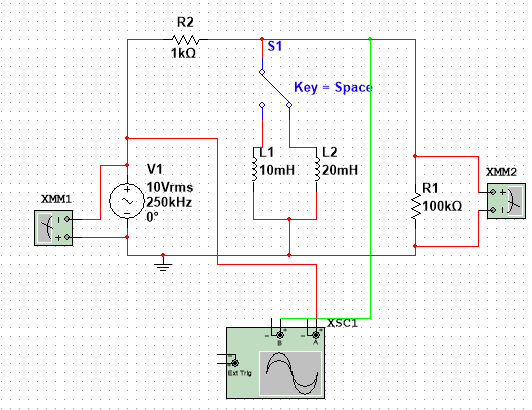 R2
1kΩ
S1
Key = Space
L1
10mH
L2
20mH
V1
10Vrms
250kHz
0°
XMM1
XMM2
R1
100kΩ
XSC1
B
A
Ext Trig